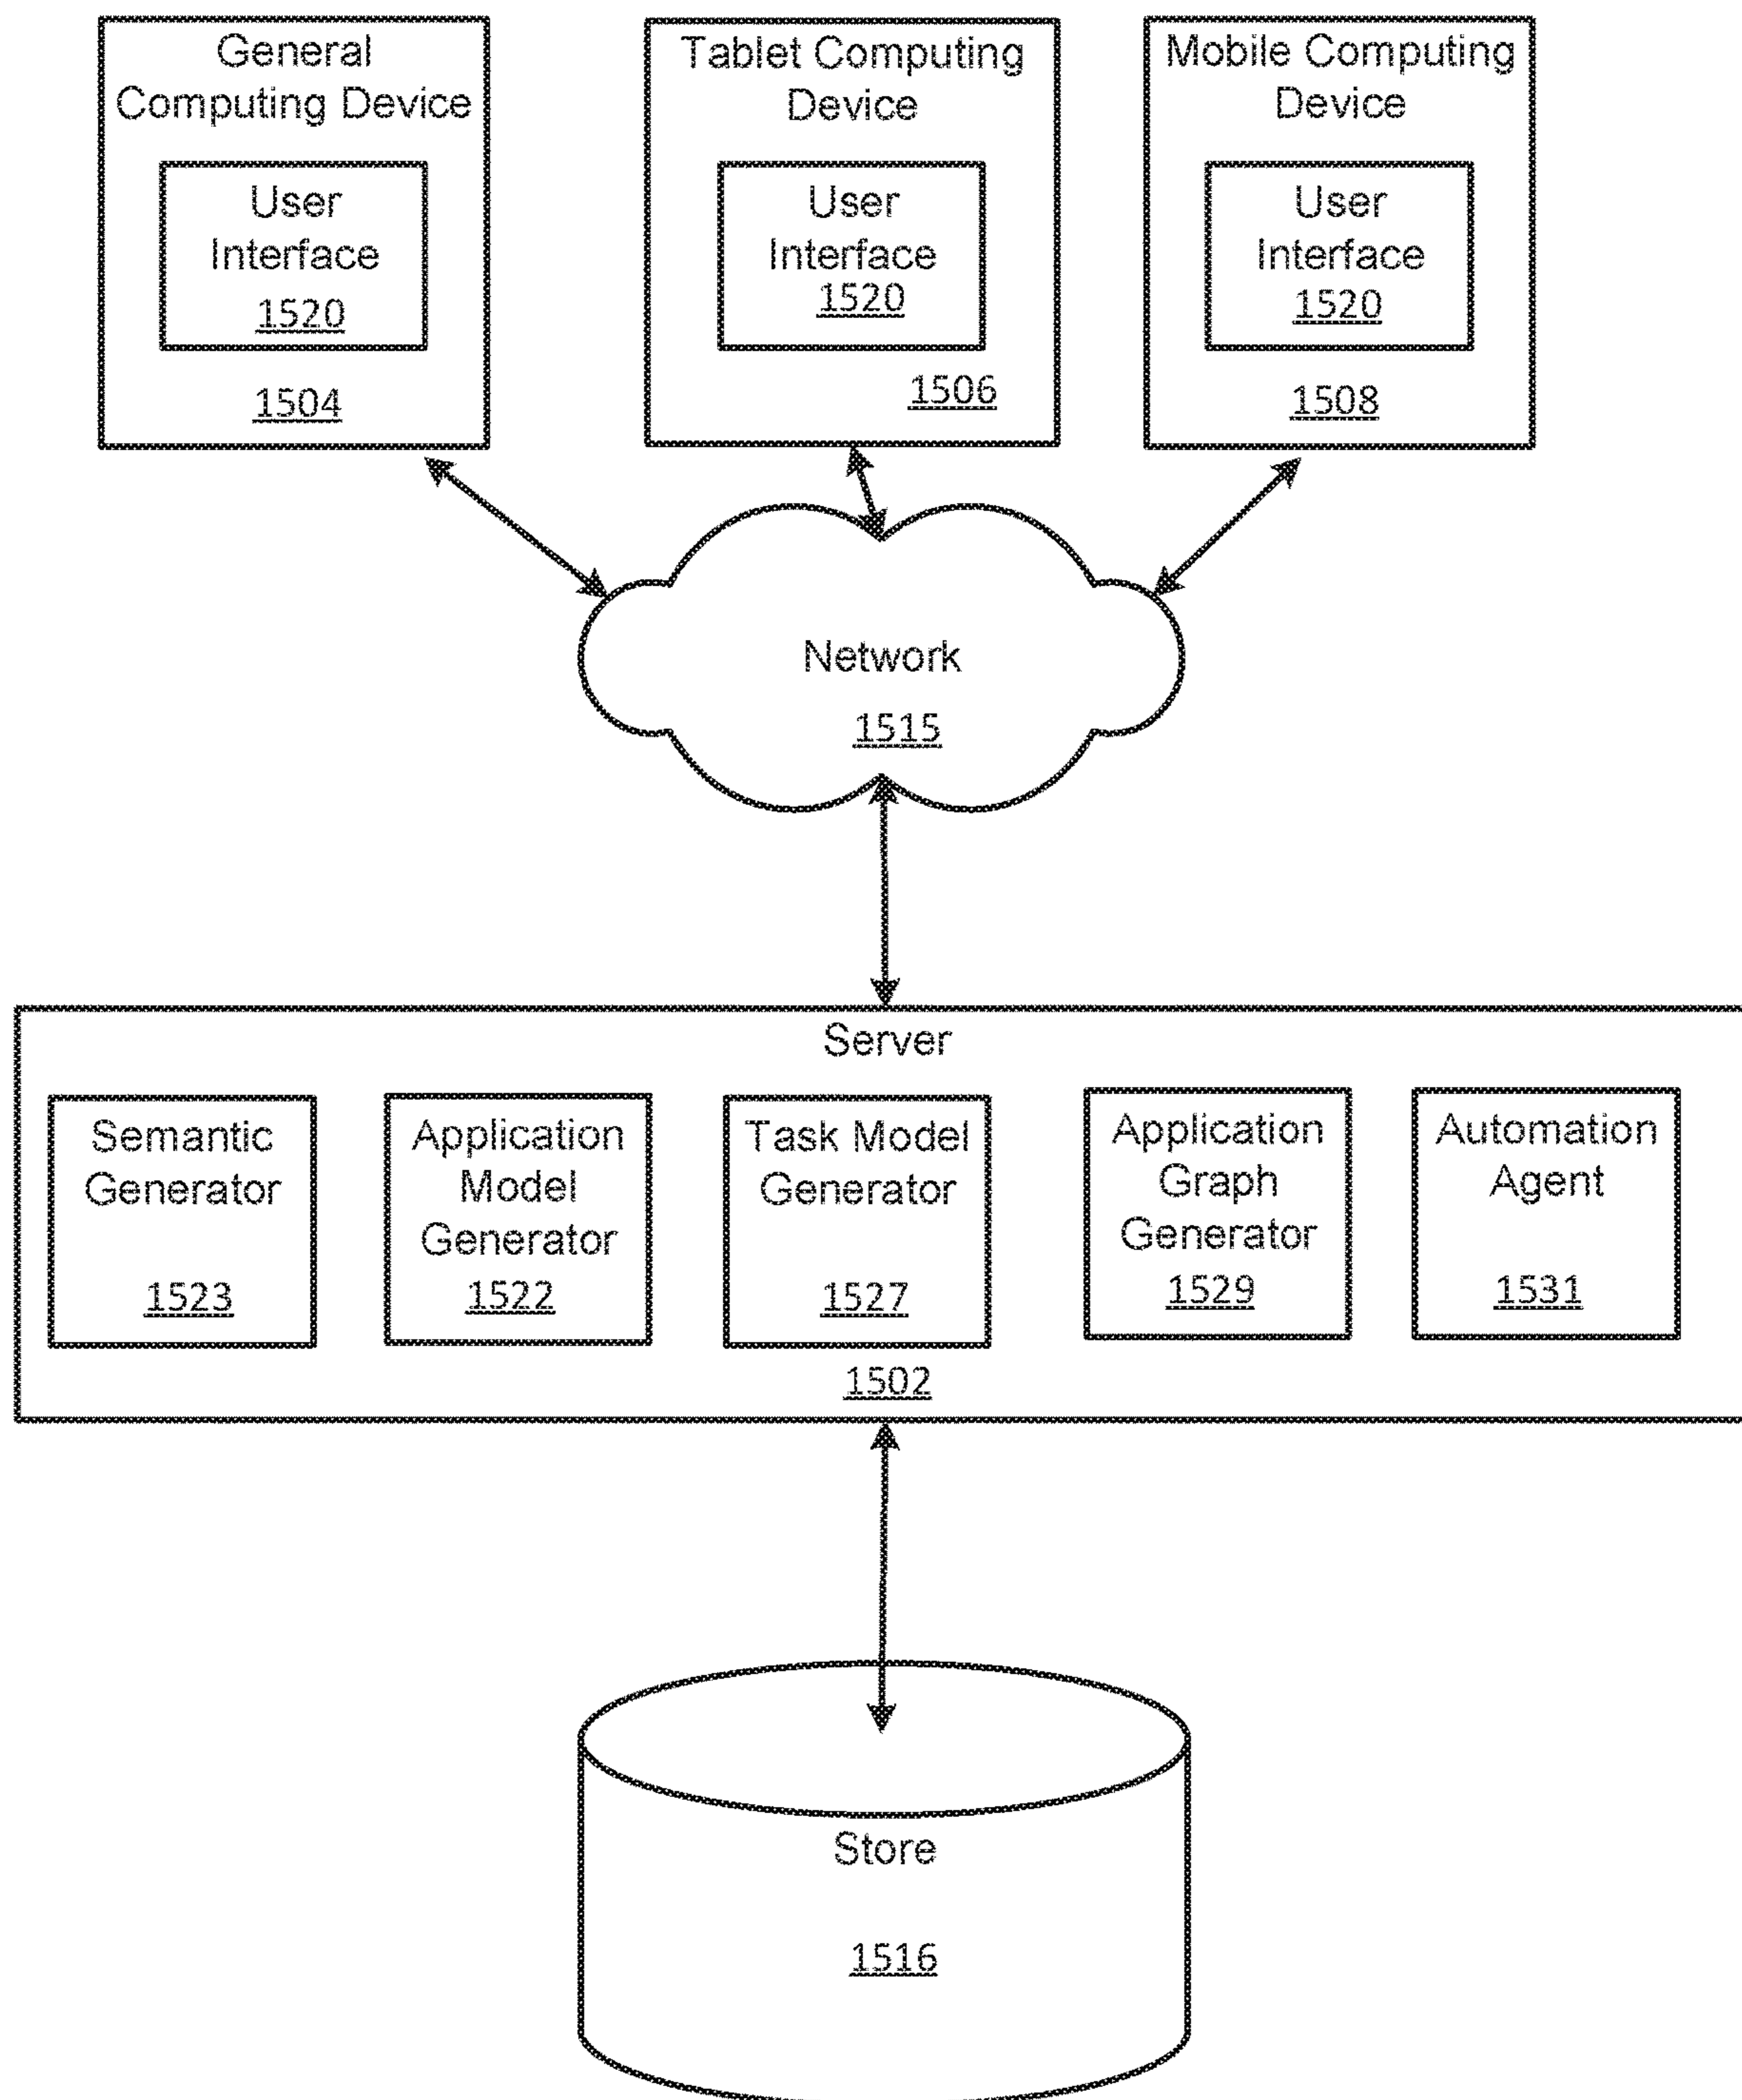 General
Computing Device
User
Interface
1520
1504
Tablet Computing
Device
User
Interface
1520
1506
Mobile Computing
Device
User
Interface
1520
1508
Network
1515
Server
Semantic
Generator
1523
Application
Model
Generator
1522
Task Model
Generator
1527
Application
Graph
Generator
1529
Automation
Agent
1531
1502
Store
1516